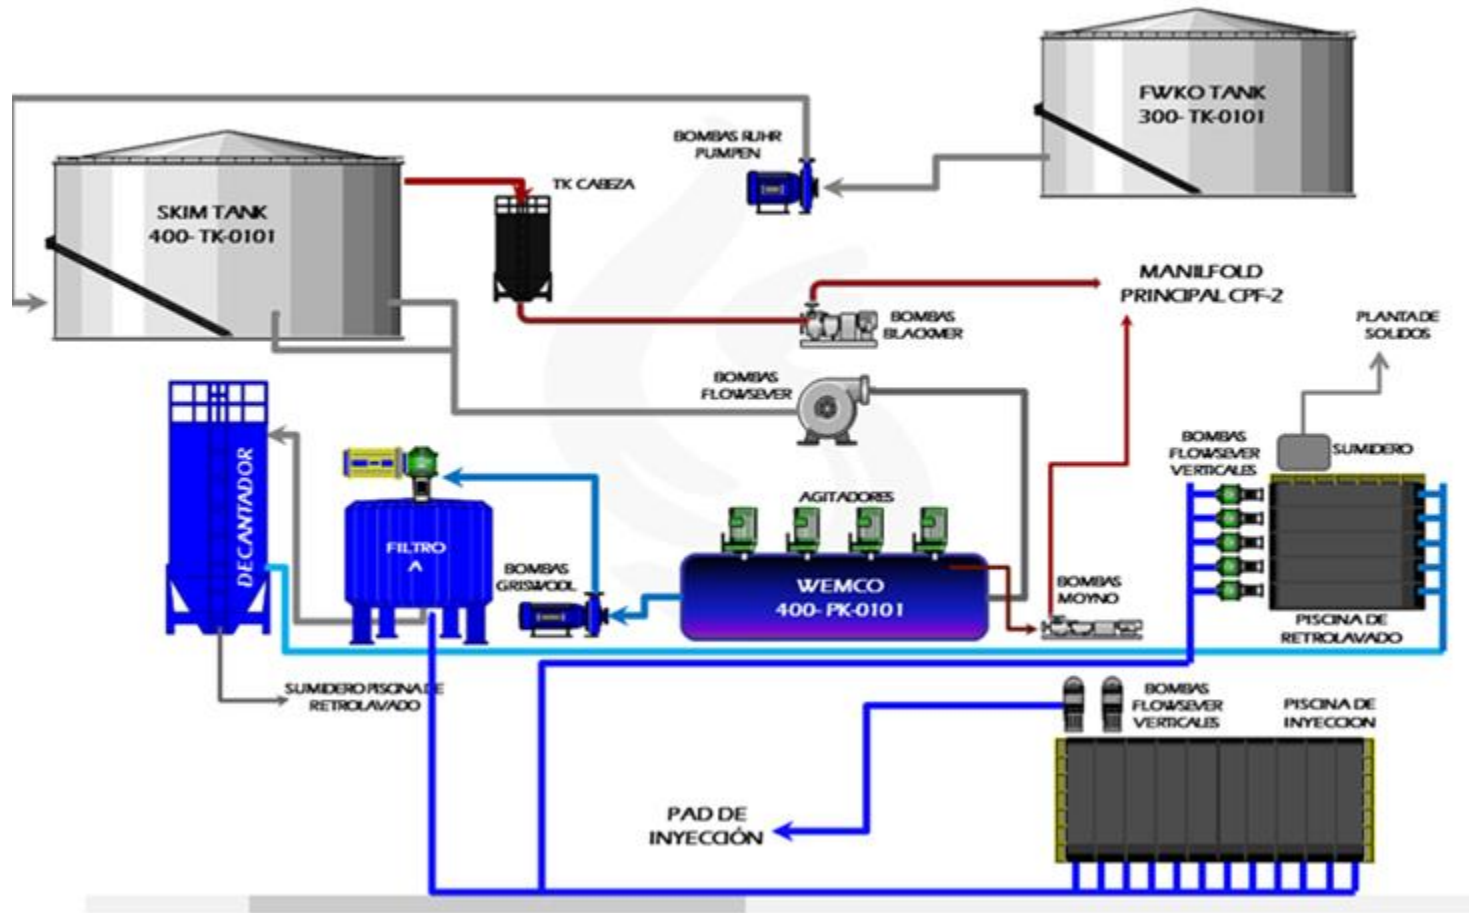 FWKO TANK
300- TK-0101
BOMBAS RUHR
PUMPEN
TK CABEZA
SKIM TANK
400- TK-0101
MANILFOLD
PRINCIPAL CPF-2
BOMBAS
BLACKMER
PLANTA DE
SOLIDOS
BOMBAS
FLOWSEVER
BOMBAS
FLOWSEVER
VERTICALES
SUMIDERO
DECANTADOR
AGITADORES
FILTRO
A
BOMBAS
GRISWODL
WEMCO
400- PK-0101
BOMBAS
MOYNO
PISCINA DE
RETROLAVADO
SUMIDERO PISCINA DE
RETROLAVADO
BOMBAS
FLOWSEVER
VERTICALES
PISCINA DE
INYECCION
PAD DE
INYECCIÓN